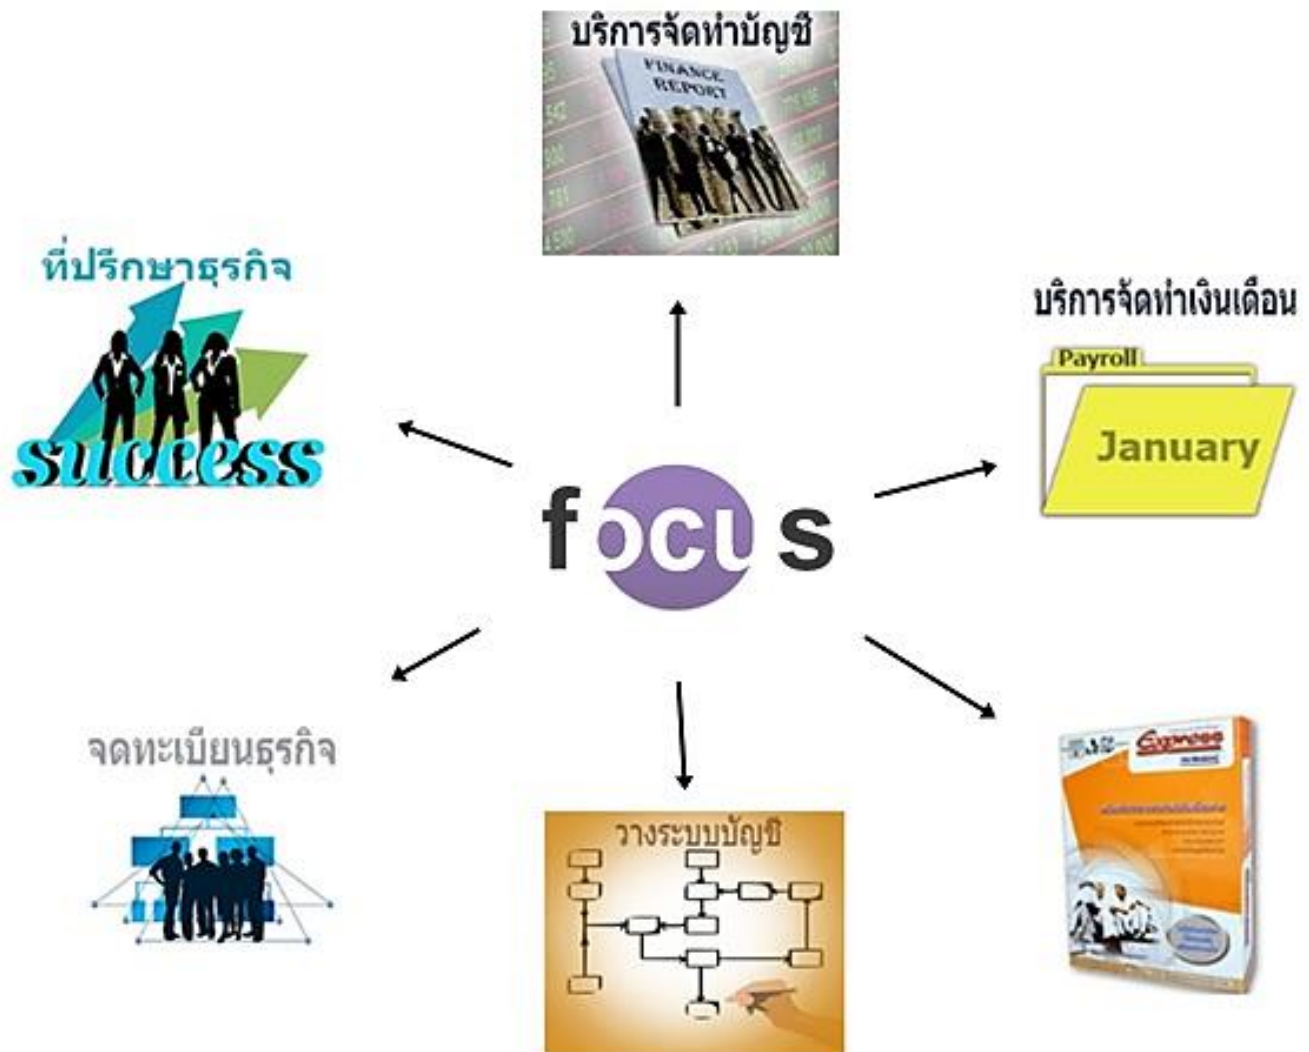 บริการจัดทำบัญชี
FINANCE
REPORT
ที่ปรึกษาธุรกิจ
success
บริการจัดทำเงินเดือน
Payroll
January
focus
จดทะเบียนธุรกิจ
วางระบบบัญชี
Express